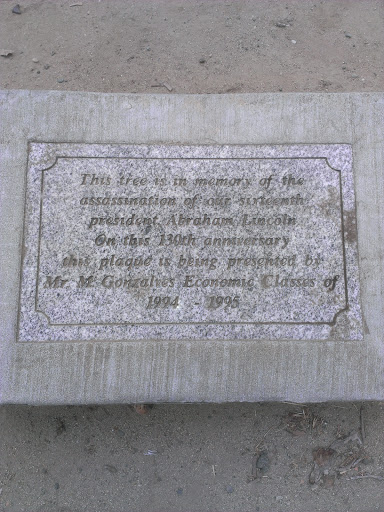 This tree is in memory of the
assassination of our sixteenth
president, Abraham Lincoln
On this 130th anniversary
this plaque is being presented by
Mr. M. Gonzalves Economic Classes of
1994 1995